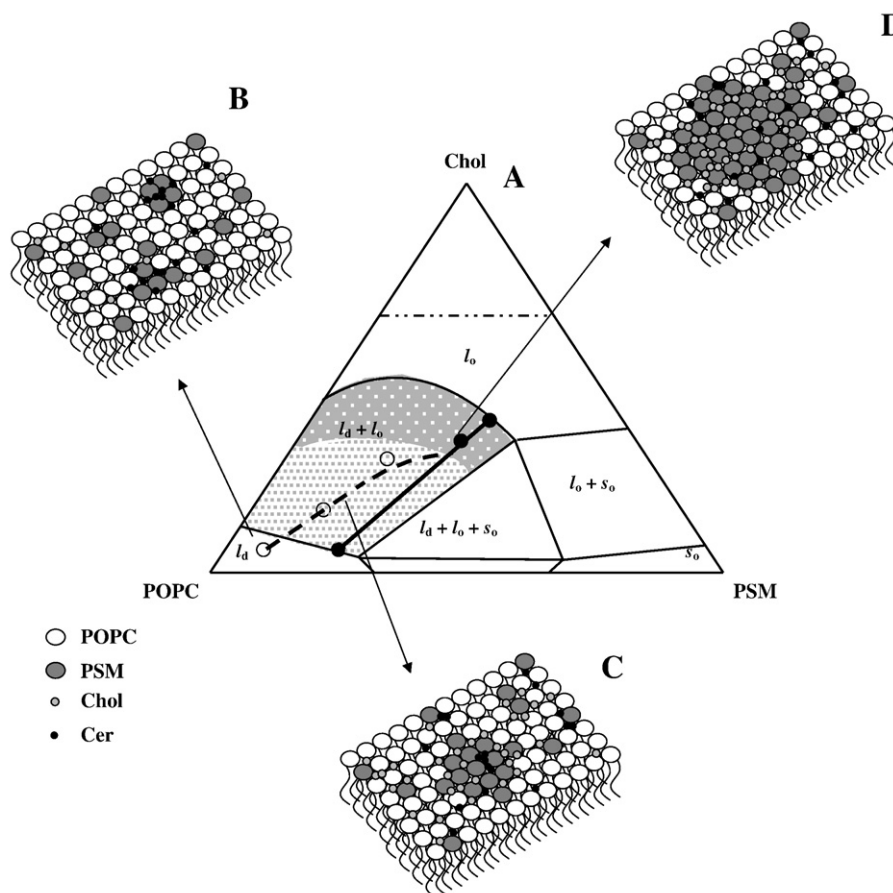 D
B
Chol
A
lo
ld + lo
lo + so
ld + lo + so
ld
so
POPC
PSM
POPC
PSM
C
Chol
Cer